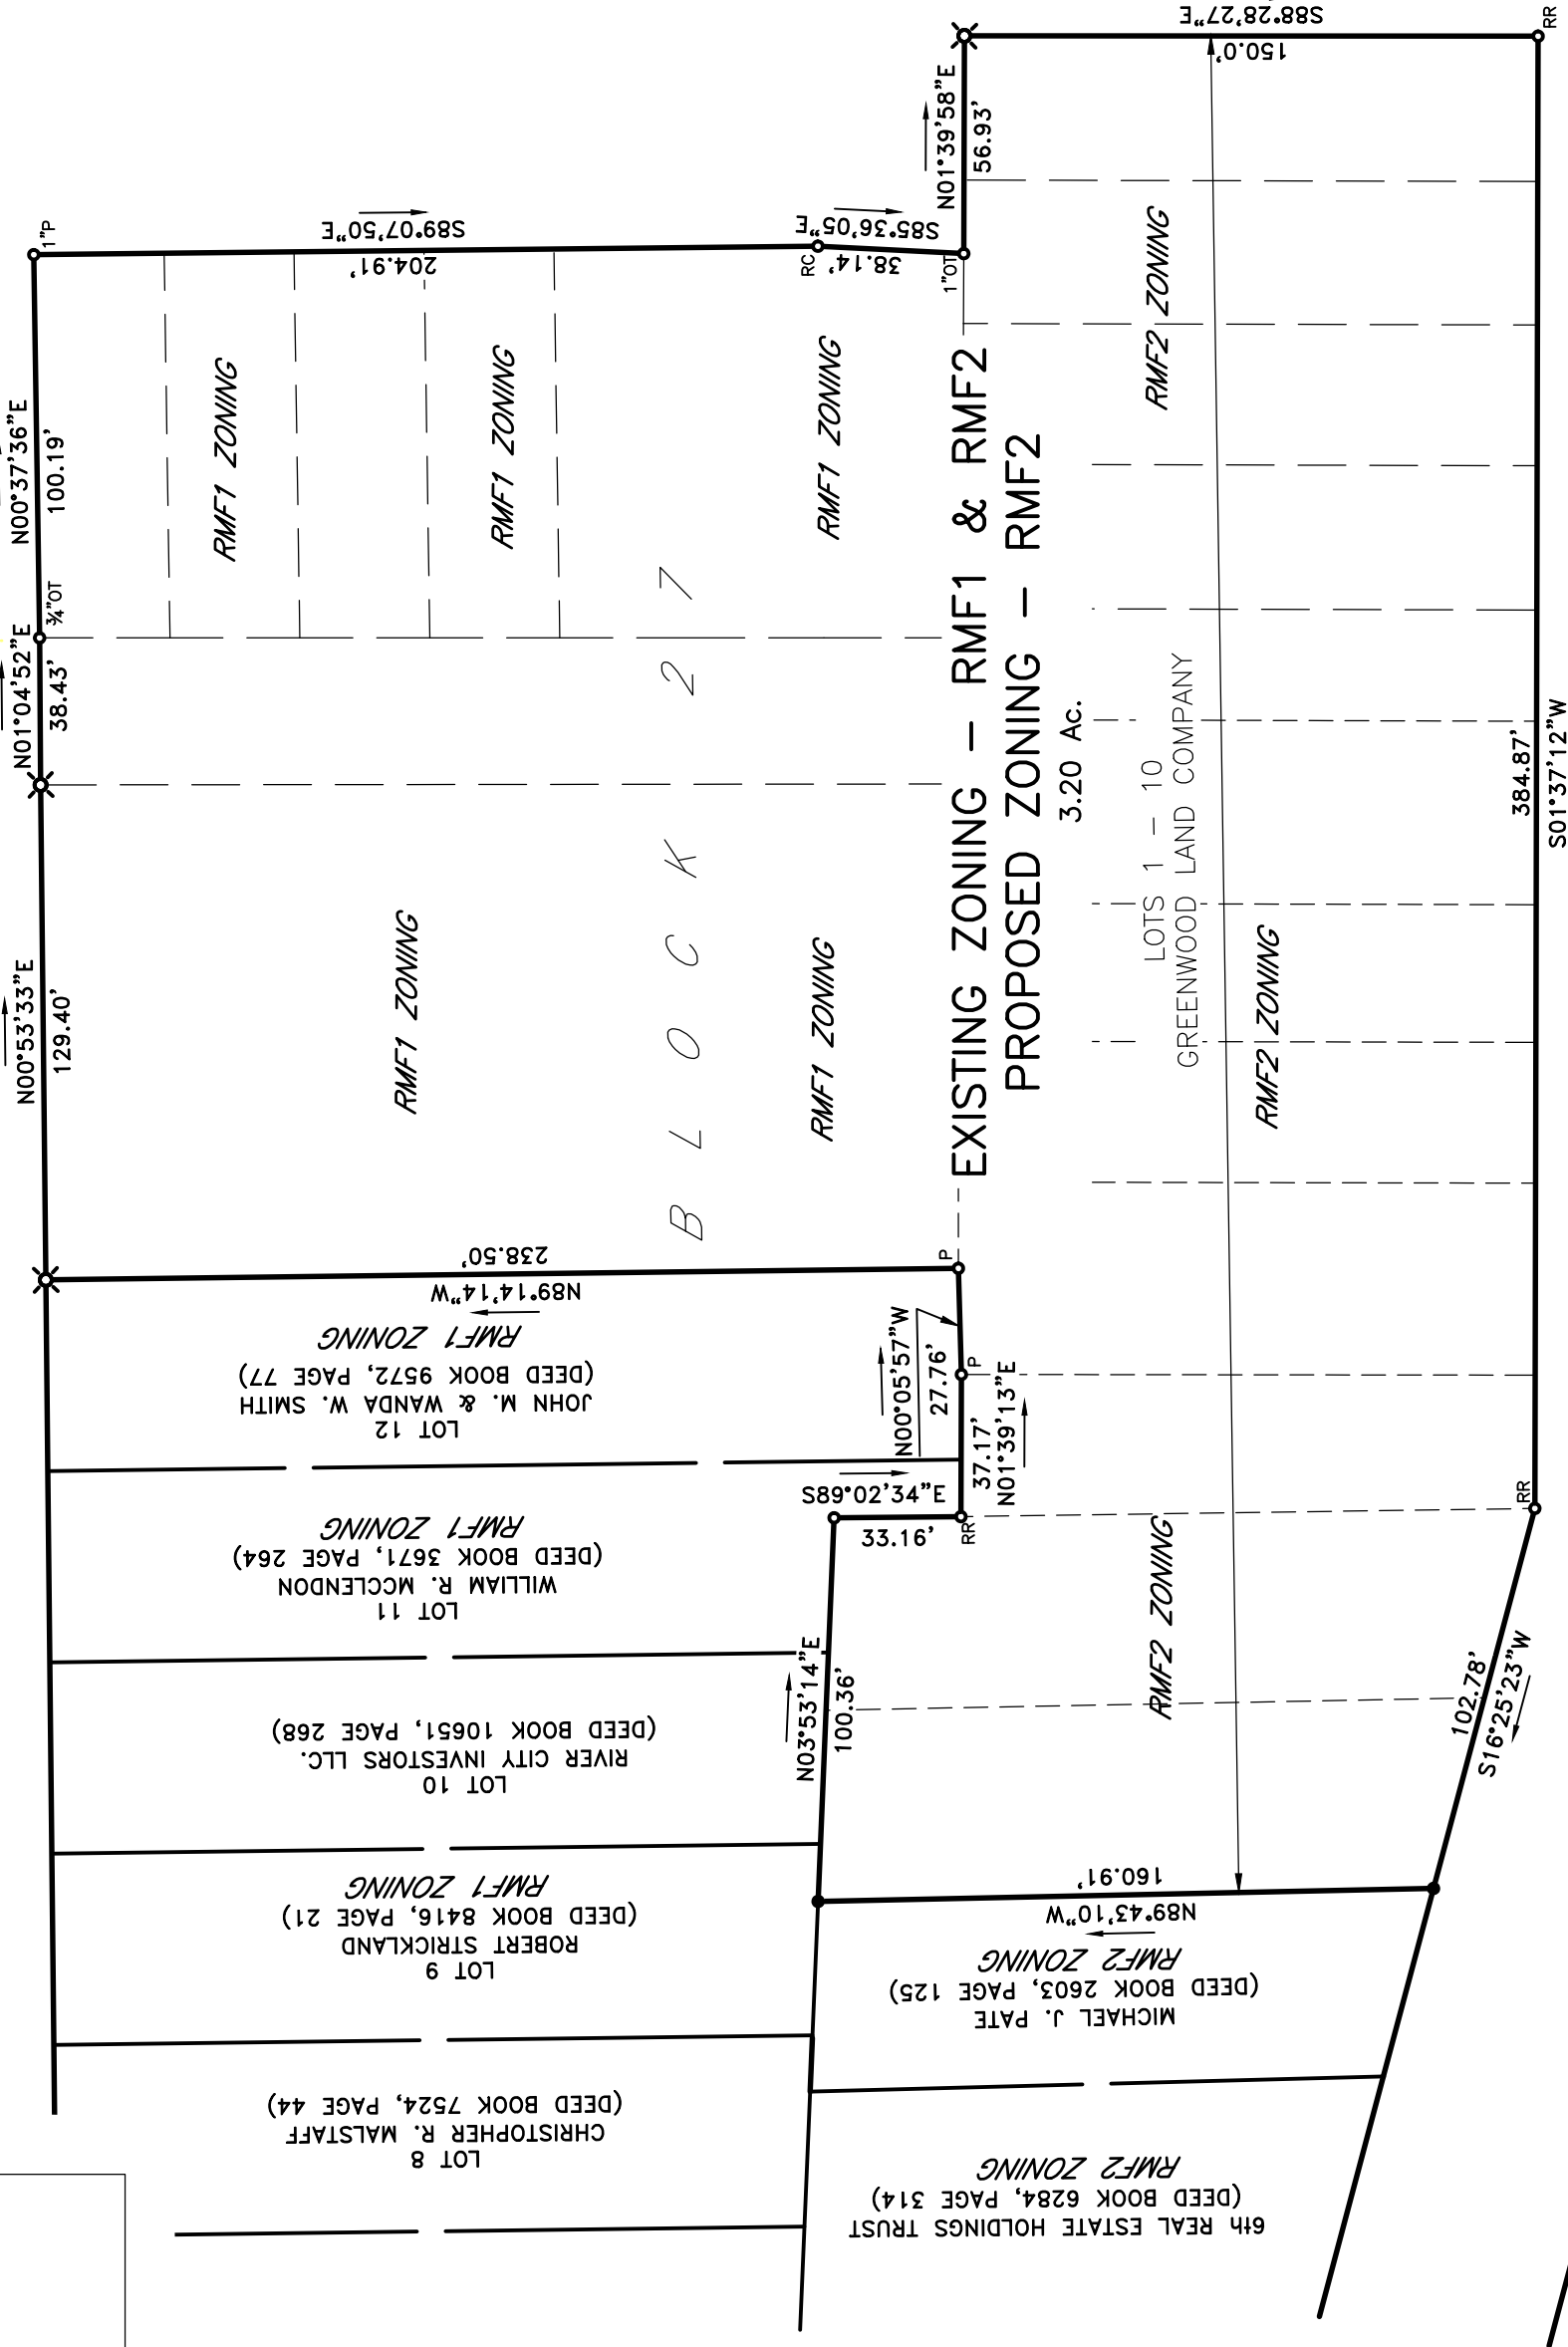 N00°53'33"E
129.40'
N01°04'52"E
38.43'
3/4"OT
N00°37'36"E
100.19'
1"P
S89°07'50"E
204.91'
RC
S85°36'05"E
38.14'
1"OT
N01°39'58"E
56.93'
S88°28'27"E
150.0'
RR
RMF1 ZONING
RMF1 ZONING
RMF1 ZONING
RMF1 ZONING
RMF1 ZONING
BLOCK 27
EXISTING ZONING - RMF1 & RMF2
PROPOSED ZONING - RMF2
3.20 Ac.
LOTS 1 - 10
GREENWOOD LAND COMPANY
RMF2 ZONING
RMF2 ZONING
RMF2 ZONING
384.87'
S01°37'12"W
RR
102.78'
S16°25'23"W
238.50'
N89°14'14"W
P
N00°05'57"W
27.76'
P
37.17'
N01°39'13"E
S89°02'34"E
33.16'
RR
N03°53'14"E
100.36'
160.91'
N89°43'10"W
LOT 12
JOHN M. & WANDA W. SMITH
(DEED BOOK 9572, PAGE 77)
RMF1 ZONING
LOT 11
WILLIAM R. MCCLENDON
(DEED BOOK 3671, PAGE 264)
RMF1 ZONING
LOT 10
RIVER CITY INVESTORS LLC.
(DEED BOOK 10651, PAGE 268)
LOT 9
ROBERT STRICKLAND
(DEED BOOK 8416, PAGE 21)
RMF1 ZONING
LOT 8
CHRISTOPHER R. MALSTAFF
(DEED BOOK 7524, PAGE 44)
MICHAEL J. PATE
(DEED BOOK 2603, PAGE 125)
RMF2 ZONING
6th REAL ESTATE HOLDINGS TRUST
(DEED BOOK 6284, PAGE 314)
RMF2 ZONING